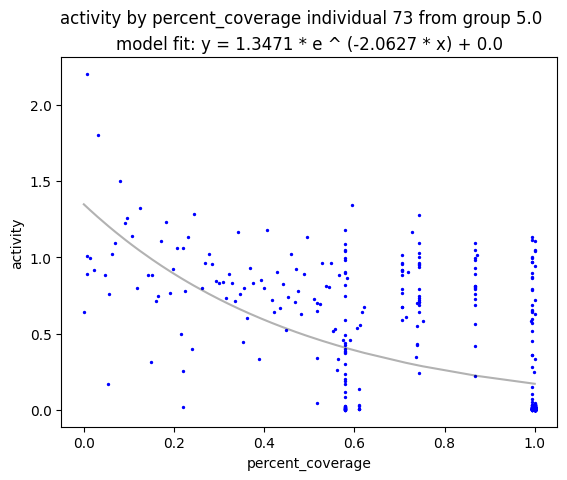 activity by percent_coverage individual 73 from group 5.0
model fit: y = 1.3471 * e ^ (-2.0627 * x) + 0.0
2.0
1.5
1.0
0.5
0.0
activity
0.0 0.2 0.4 0.6 0.8 1.0
percent_coverage